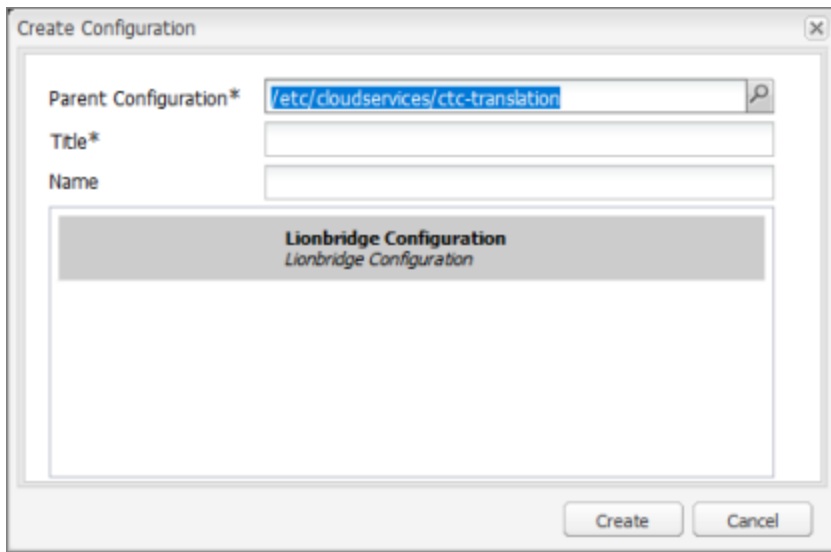 Create Configuration
Parent Configuration* /etc/cloudservices/ctc-translation
Title*
Name
Lionbridge Configuration
Lionbridge Configuration
Create Cancel